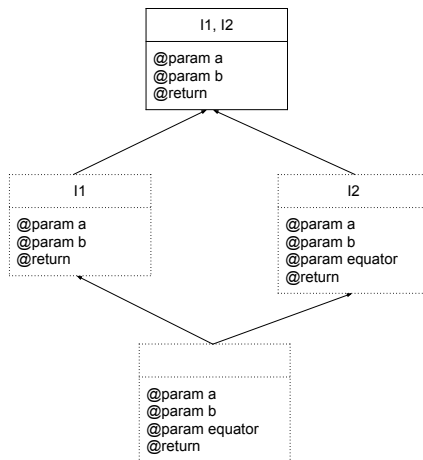 I1, I2
@param a
@param b
@return
I1
@param a
@param b
@return
I2
@param a
@param b
@param equator
@return
@param a
@param b
@param equator
@return